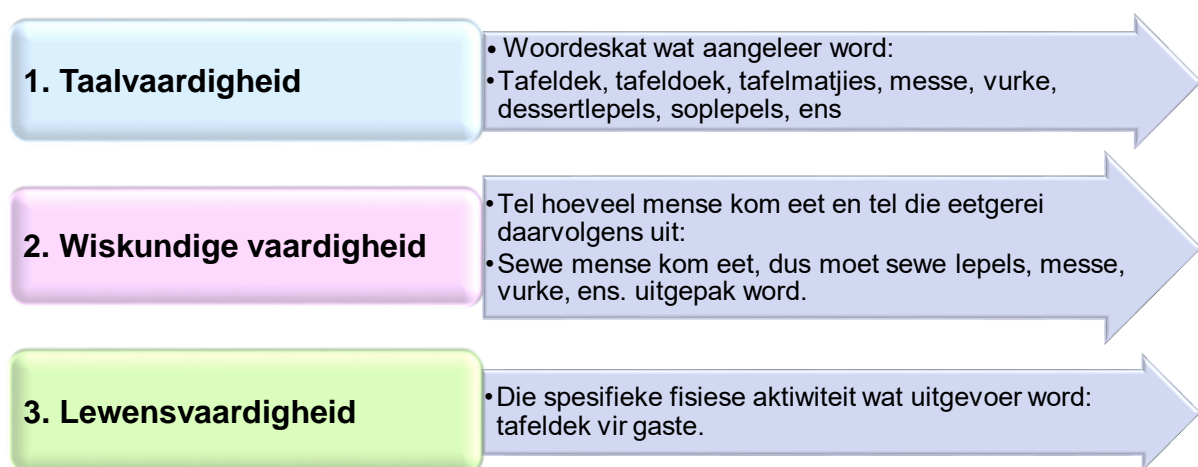 1. Taalvaardigheid
• Woordeskat wat aangeleer word:
• Tafeldek, tafeldoek, tafelmatjies, messe, vurke,
dessertlepels, soplepels, ens
2. Wiskundige vaardigheid
• Tel hoeveel mense kom eet en tel die eetgerei
daarvolgens uit:
• Sewe mense kom eet, dus moet sewe lepels, messe,
vurke, ens. uitgepak word.
3. Lewensvaardigheid
• Die spesifieke fisiese aktiwiteit wat uitgevoer word:
tafeldek vir gaste.